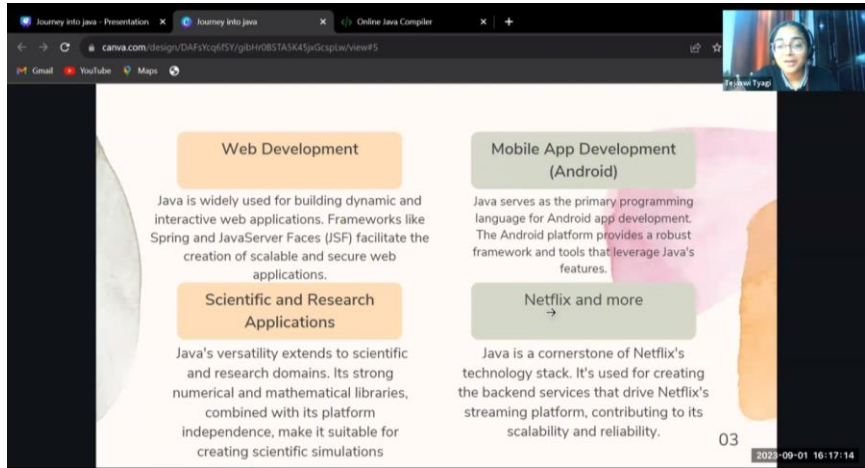 Journey into java - Presentation
Journey into java
Online Java Compiler
canva.com/design/DAFsYcq6fSY/gibHr0BSTA5K45jxGcspLw/view#5
Gmail
YouTube
Maps
Tejaswi Tyagi
Web Development
Java is widely used for building dynamic and
interactive web applications. Frameworks like
Spring and JavaServer Faces (JSF) facilitate the
creation of scalable and secure web
applications.
Mobile App Development
(Android)
Java serves as the primary programming
language for Android app development.
The Android platform provides a robust
framework and tools that leverage Java's
features.
Scientific and Research
Applications
Java's versatility extends to scientific
and research domains. Its strong
numerical and mathematical libraries,
combined with its platform
independence, make it suitable for
creating scientific simulations
Netflix and more
Java is a cornerstone of Netflix's
technology stack. It's used for creating
the backend services that drive Netflix's
streaming platform, contributing to its
scalability and reliability.
03
2023-09-01 16:17:14